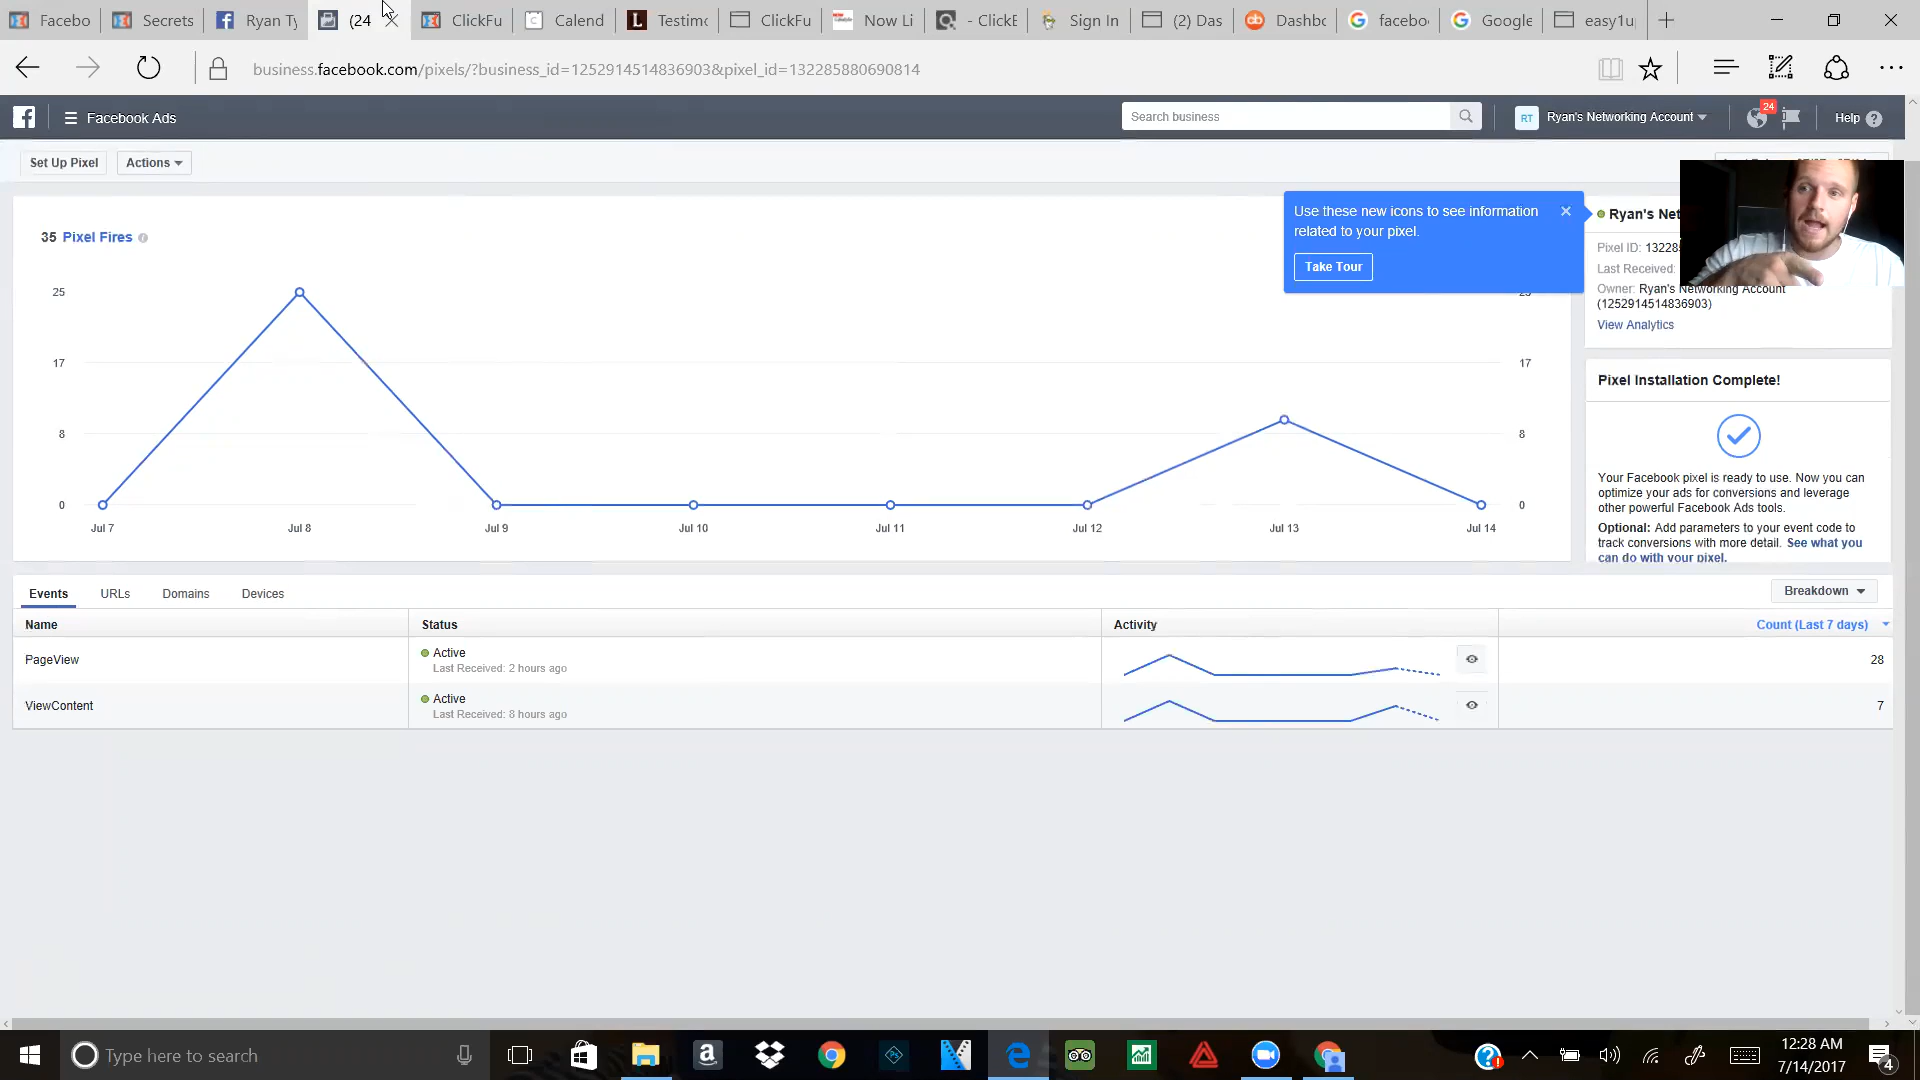 Facebo
Secrets
Ryan Ty
(24
ClickFu
Calend
Testimo
ClickFu
Now Li
- ClickB
Sign In
(2) Das
Dashbo
facebo
Google
easy1u
business.facebook.com/pixels/?business_id=1252914514836903&pixel_id=132285880690814
Facebook Ads
Search business
RT
Ryan's Networking Account
24
Help
Set Up Pixel
Actions
35 Pixel Fires
Use these new icons to see information
related to your pixel.
Take Tour
Ryan's Net
Pixel ID: 13228
Last Received:
Owner: Ryan's Networking Account
(1252914514836903)
View Analytics
25
17
8
0
25
17
8
0
Jul 7
Jul 8
Jul 9
Jul 10
Jul 11
Jul 12
Jul 13
Jul 14
Pixel Installation Complete!
Your Facebook pixel is ready to use. Now you can
optimize your ads for conversions and leverage
other powerful Facebook Ads tools.
Optional: Add parameters to your event code to
track conversions with more detail. See what you
can do with your pixel.
Events
URLs
Domains
Devices
Breakdown
Name
Status
Activity
Count (Last 7 days)
PageView
Active
Last Received: 2 hours ago
28
ViewContent
Active
Last Received: 8 hours ago
7
Type here to search
12:28 AM
7/14/2017
4